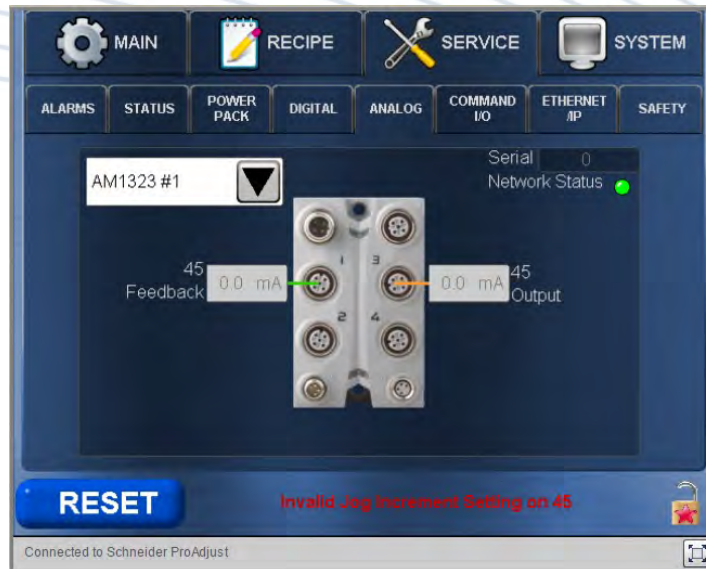 MAIN
RECIPE
SERVICE
SYSTEM
ALARMS
STATUS
POWER
PACK
DIGITAL
ANALOG
COMMAND
I/O
ETHERNET
/IP
SAFETY
AM1323 #1
Serial 0
Network Status
1
3
45
Feedback
0.0 mA
0.0 mA
45
Output
2
4
RESET
Invalid Jog Increment Setting on 45
Connected to Schneider ProAdjust